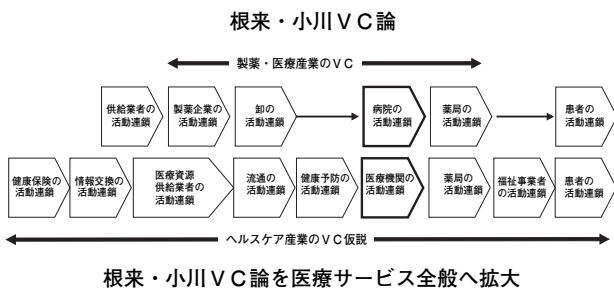 根来・小川ＶＣ論
製薬・医療産業のＶＣ
供給業者の
活動連鎖
製薬企業の
活動連鎖
卸の
活動連鎖
病院の
活動連鎖
薬局の
活動連鎖
患者の
活動連鎖
健康保険の
活動連鎖
情報交換の
活動連鎖
医療資源
供給業者の
活動連鎖
流通の
活動連鎖
健康予防の
活動連鎖
医療機関の
活動連鎖
薬局の
活動連鎖
福祉事業者
の活動連鎖
患者の
活動連鎖
ヘルスケア産業のＶＣ仮説
根来・小川ＶＣ論を医療サービス全般へ拡大